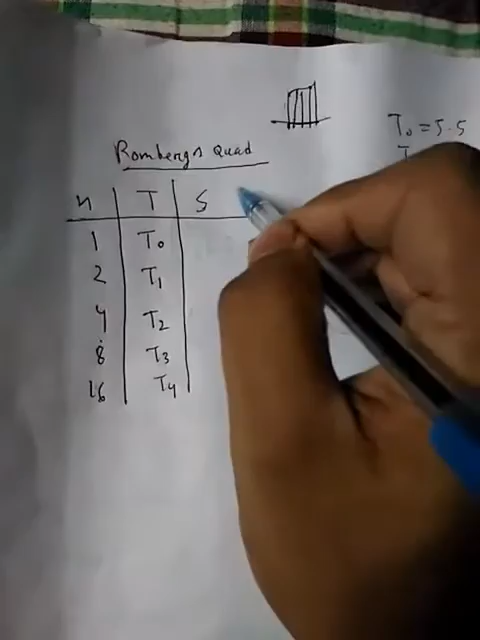 T₀ = 5.5
T
Rombergs Quad
n T S
1 T₀
2 T₁
4 T₂
8 T₃
16 T₄